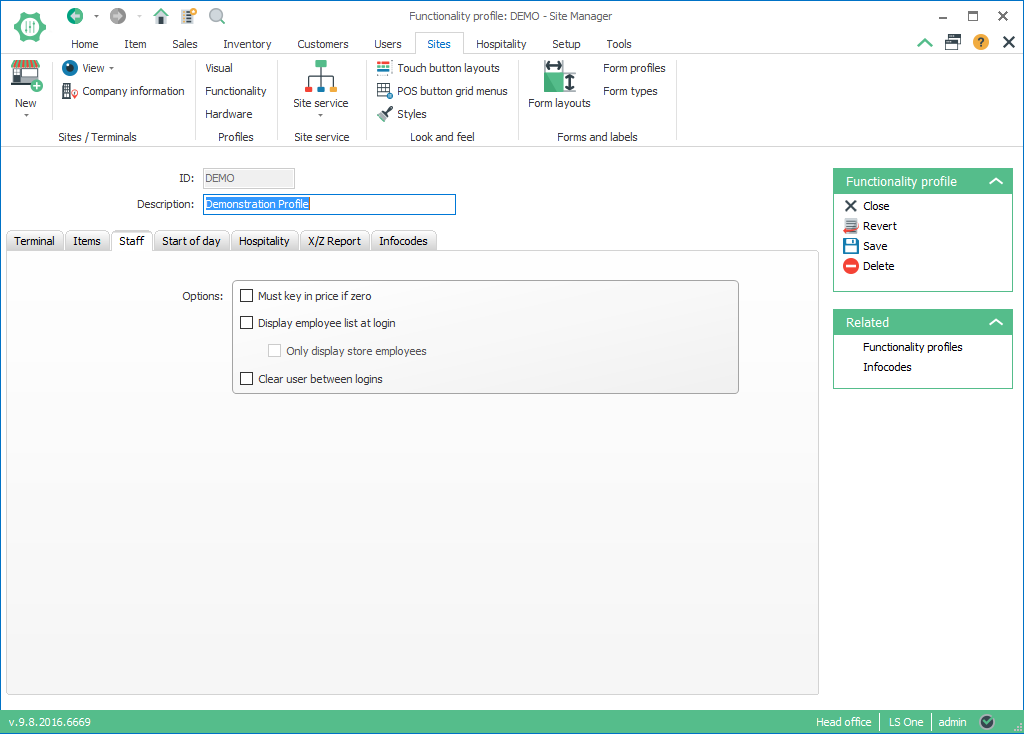 Functionality profile: DEMO - Site Manager
Home Item Sales Inventory Customers Users Sites Hospitality Setup Tools
New
View
Company information
Sites / Terminals
Visual
Functionality
Hardware
Profiles
Site service
Site service
Touch button layouts
POS button grid menus
Styles
Look and feel
Form layouts
Form profiles
Form types
Forms and labels
ID: DEMO
Description: Demonstration Profile
Terminal Items Staff Start of day Hospitality X/Z Report Infocodes
Options:
Must key in price if zero
Display employee list at login
Only display store employees
Clear user between logins
Functionality profile
Close
Revert
Save
Delete
Related
Functionality profiles
Infocodes
v.9.8.2016.6669
Head office LS One admin